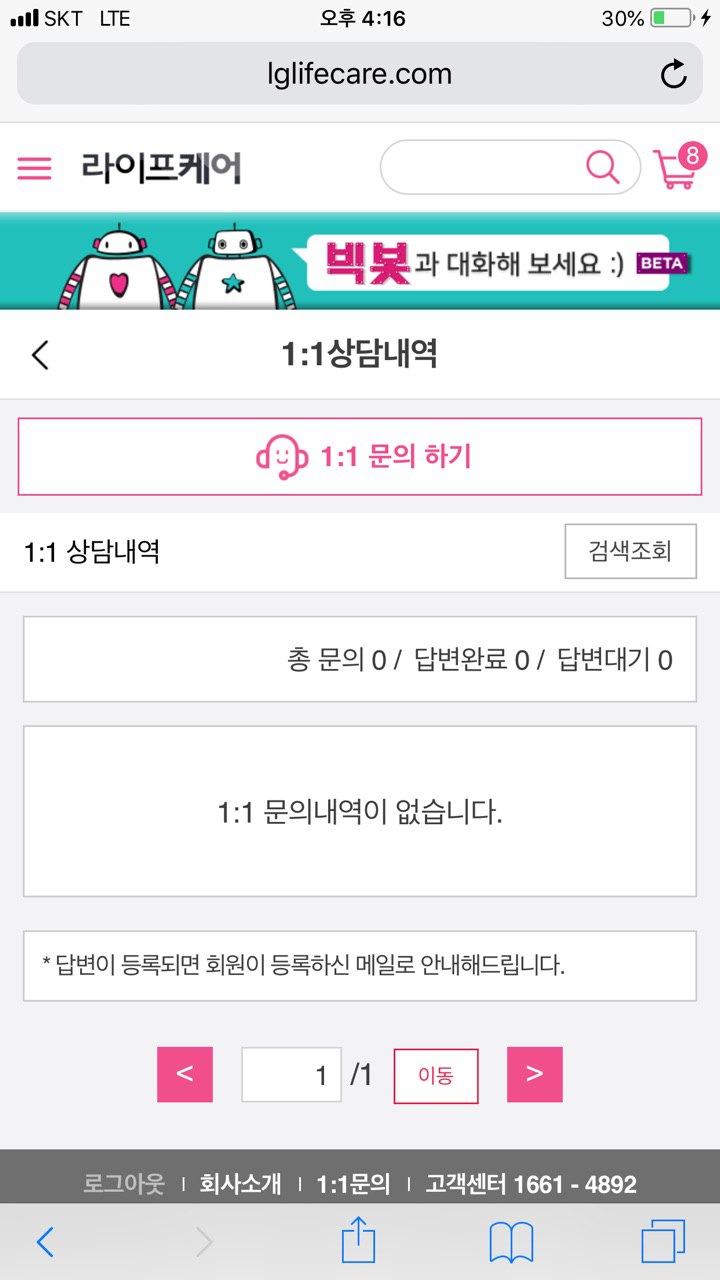 SKT LTE 오후 4:16 30%
lglifecare.com
라이프케어 8
빅봇과 대화해 보세요 :) BETA
1:1상담내역
1:1 문의 하기
1:1 상담내역 검색조회
총 문의 0 / 답변완료 0 / 답변대기 0
1:1 문의내역이 없습니다.
* 답변이 등록되면 회원이 등록하신 메일로 안내해드립니다.
< 1 /1 이동 >
로그아웃 | 회사소개 | 1:1문의 | 고객센터 1661 - 4892